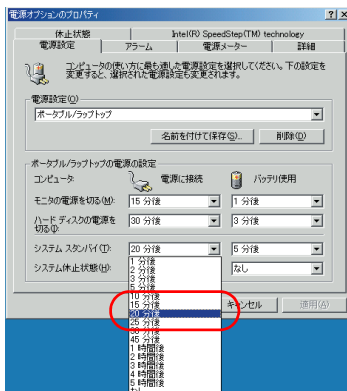 電源オプションのプロパティ
休止状態 Intel(R) SpeedStep(TM) technology
電源設定 アラーム 電源メーター 詳細
コンピュータの使い方に最も適した電源設定を選択してください。下の設定を
変更すると、選択された電源設定も変更されます。
電源設定(O)
ポータブル/ラップトップ
名前を付けて保存(S)... 削除(D)
ポータブル/ラップトップの電源の設定
コンピュータ: 電源に接続 バッテリ使用
モニタの電源を切る(M): 15 分後 1 分後
ハード ディスクの電源を 30 分後 3 分後
切る(I):
システム スタンバイ(T): 20 分後 5 分後
システム休止状態(H): なし
1 分後
2 分後
3 分後
5 分後
10 分後
15 分後
20 分後
25 分後
30 分後
45 分後
1 時間後
2 時間後
3 時間後
4 時間後
5 時間後
なし
キャンセル 適用(A)